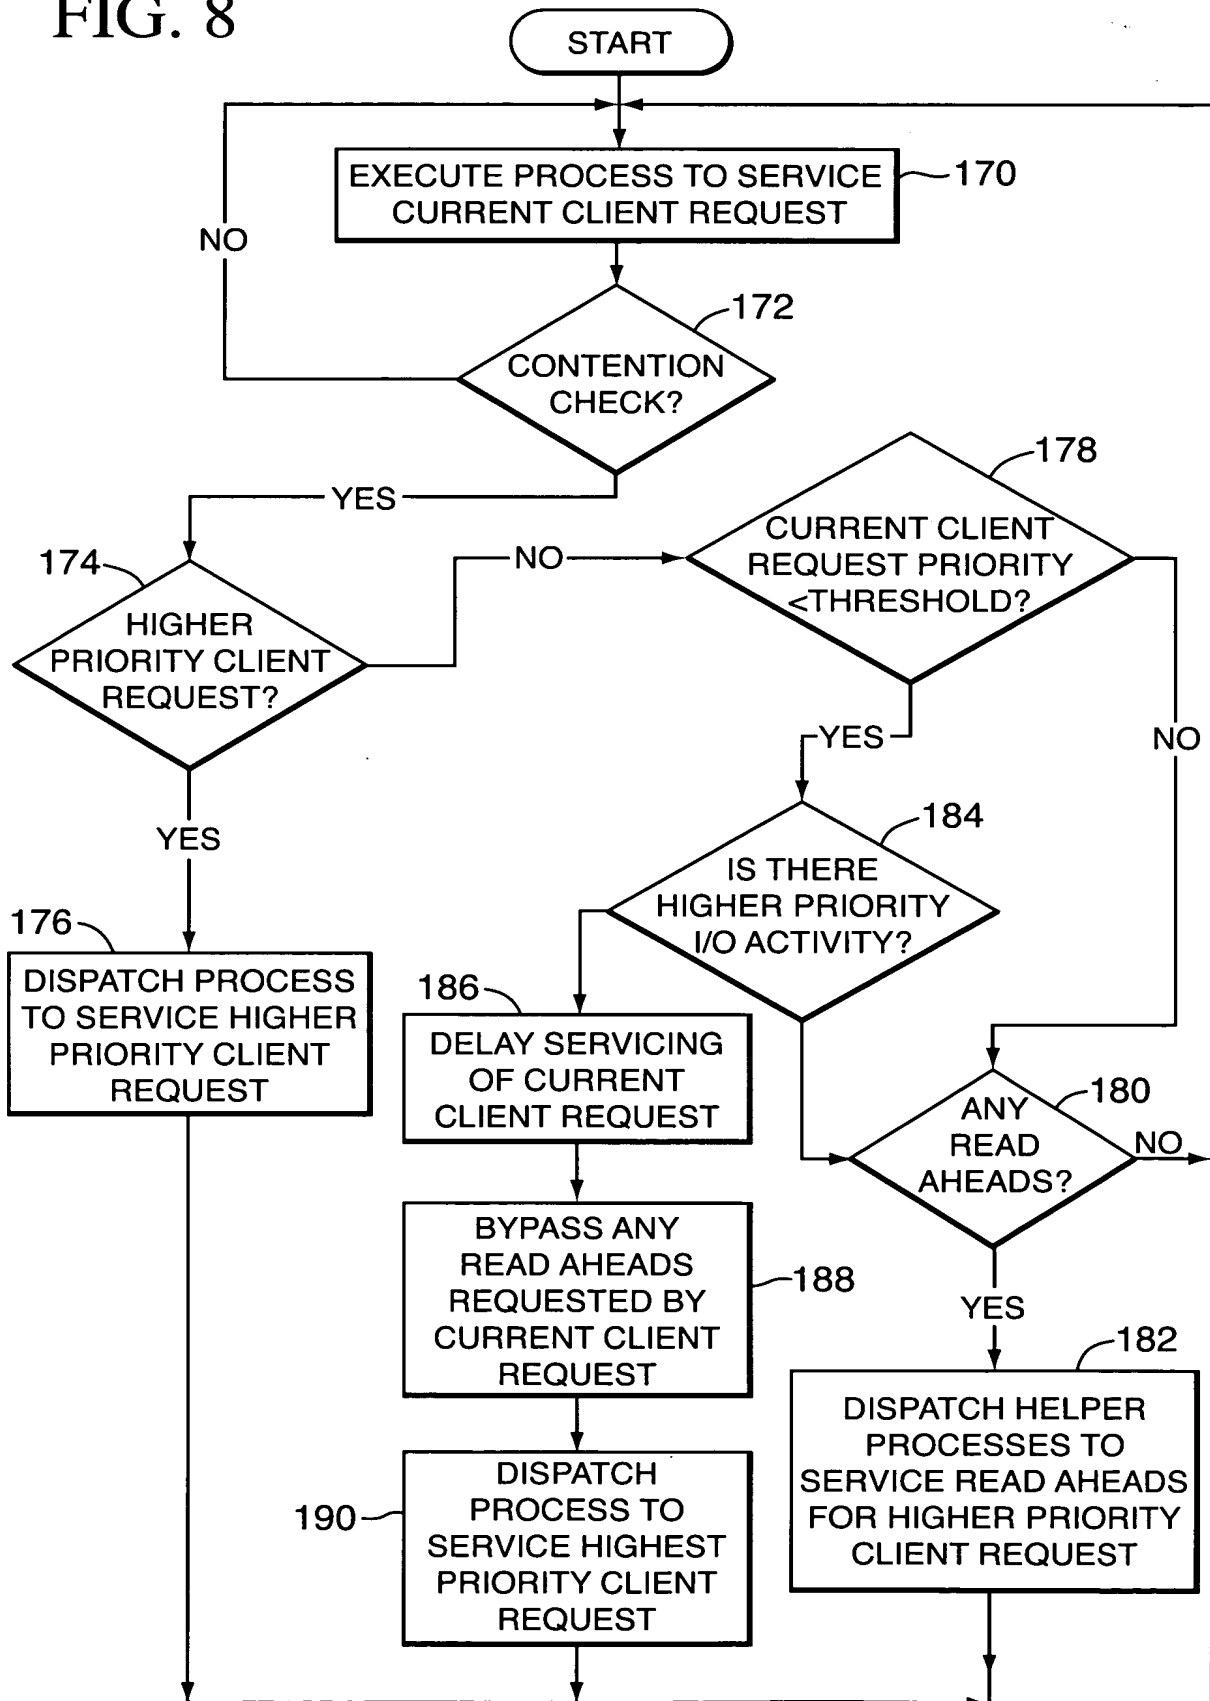 FIG. 8
START
EXECUTE PROCESS TO SERVICE
CURRENT CLIENT REQUEST
170
NO
172
CONTENTION
CHECK?
YES
178
CURRENT CLIENT
REQUEST PRIORITY
<THRESHOLD?
174
HIGHER
PRIORITY CLIENT
REQUEST?
NO
YES
NO
YES
184
IS THERE
HIGHER PRIORITY
I/O ACTIVITY?
176
DISPATCH PROCESS
TO SERVICE HIGHER
PRIORITY CLIENT
REQUEST
186
DELAY SERVICING
OF CURRENT
CLIENT REQUEST
180
ANY
READ
AHEADS?
NO
BYPASS ANY
READ AHEADS
REQUESTED BY
CURRENT CLIENT
REQUEST
188
YES
182
DISPATCH HELPER
PROCESSES TO
SERVICE READ AHEADS
FOR HIGHER PRIORITY
CLIENT REQUEST
190
DISPATCH
PROCESS TO
SERVICE HIGHEST
PRIORITY CLIENT
REQUEST